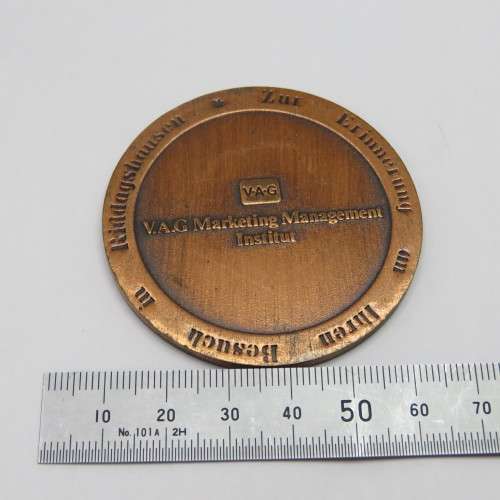 ★ Zur Erinnerung an Ihren Besuch in Riddagshausen
V·A·G
V.A.G Marketing Management
Institut
10 20 30 40 50 60 70
No. 101A 2H